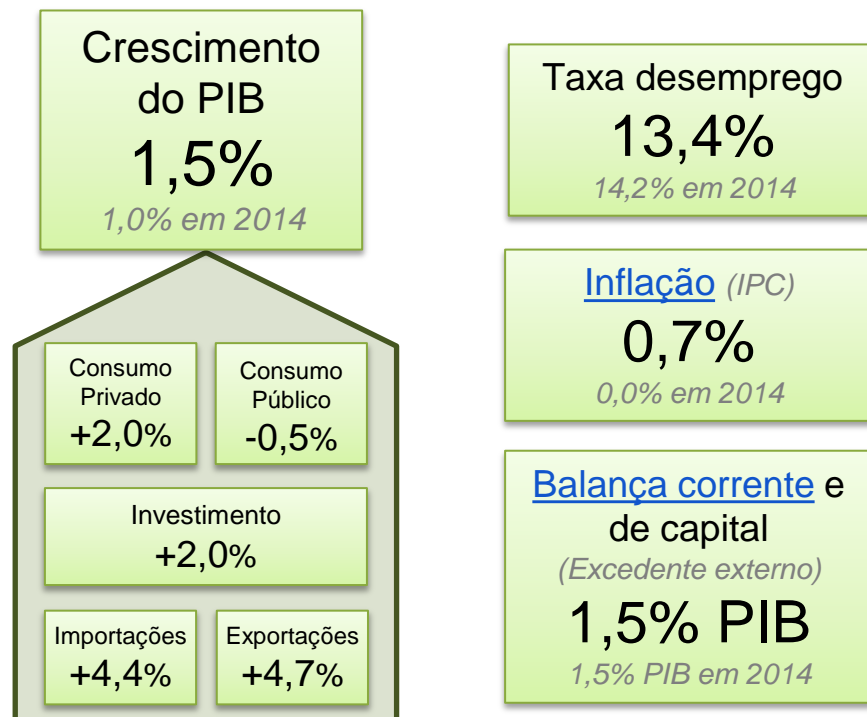 Crescimento
do PIB
1,5%
1,0% em 2014
Consumo
Privado
+2,0%
Consumo
Público
-0,5%
Investimento
+2,0%
Importações
+4,4%
Exportações
+4,7%
Taxa desemprego
13,4%
14,2% em 2014
Inflação (IPC)
0,7%
0,0% em 2014
Balança corrente e
de capital
(Excedente externo)
1,5% PIB
1,5% PIB em 2014